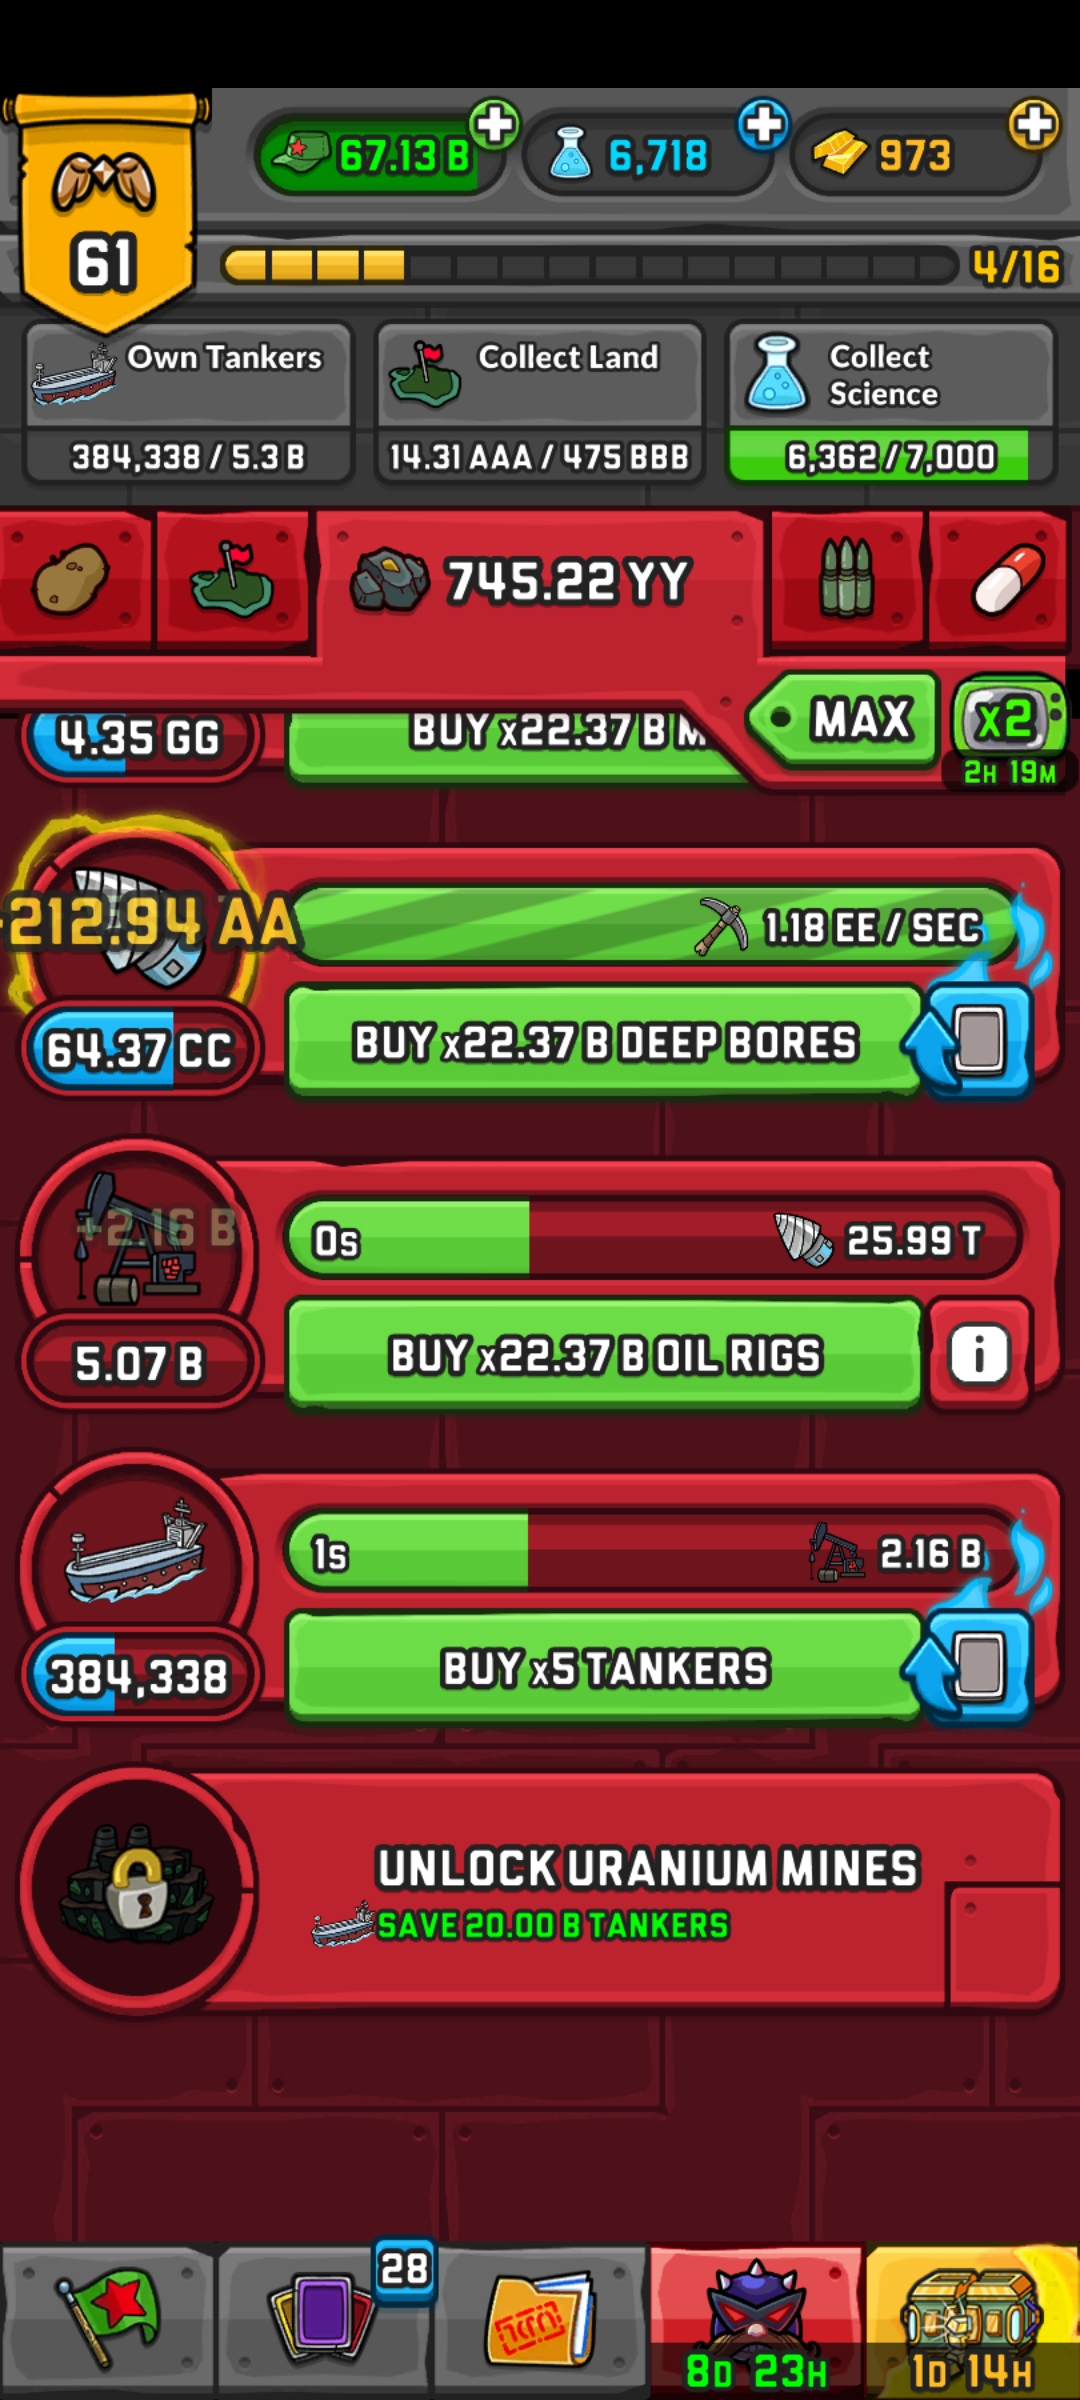 67.13 B
6,718
973
61
4/16
Own Tankers
384,338 / 5.3 B
Collect Land
14.31 AAA / 475 BBB
Collect
Science
6,362 / 7,000
745.22 YY
MAX
x2
2H 19M
4.35 GG
BUY x22.37 B
212.94 AA
1.18 EE / SEC
64.37 CC
BUY x22.37 B DEEP BORES
+2.16 B
0s
25.99 T
5.07 B
BUY x22.37 B OIL RIGS
i
1s
2.16 B
384,338
BUY x5 TANKERS
UNLOCK URANIUM MINES
SAVE 20.00 B TANKERS
28
8D 23H
1D 14H